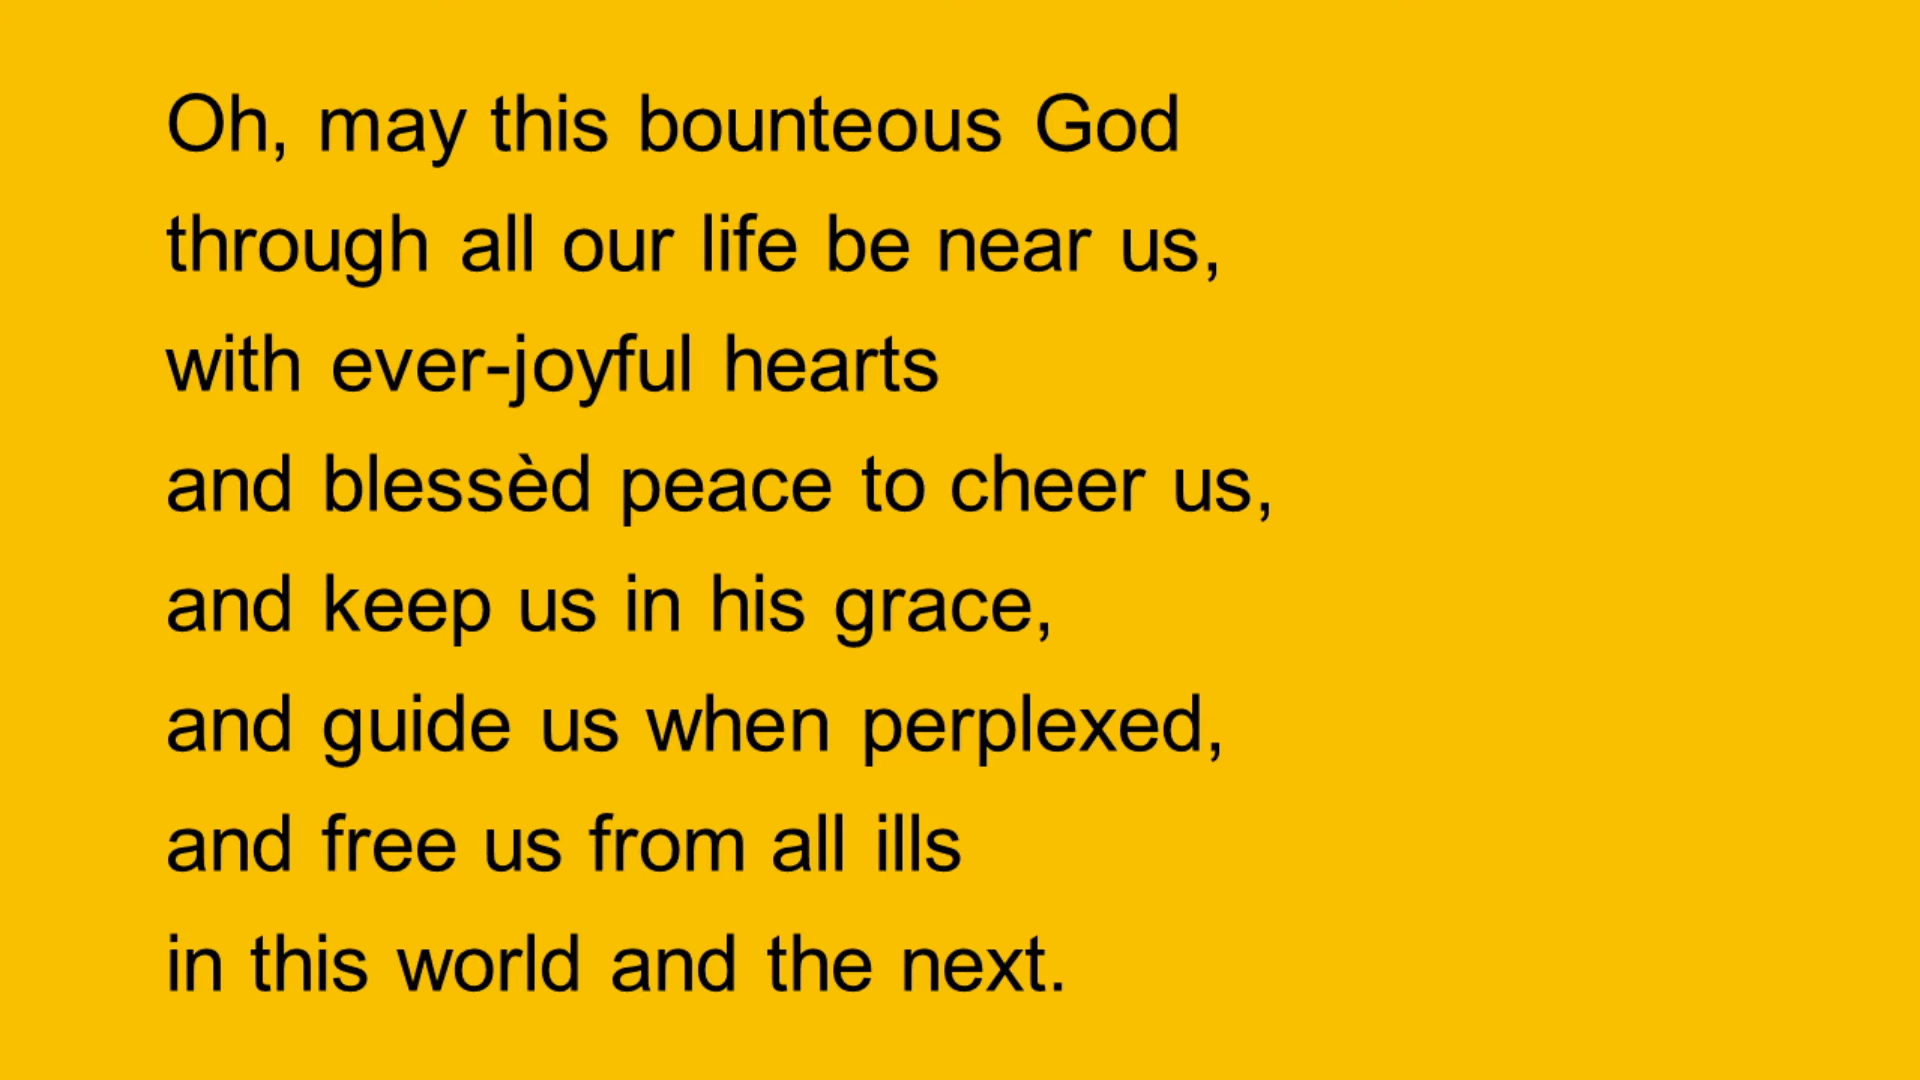 Oh, may this bounteous God
through all our life be near us,
with ever-joyful hearts
and blessèd peace to cheer us,
and keep us in his grace,
and guide us when perplexed,
and free us from all ills
in this world and the next.